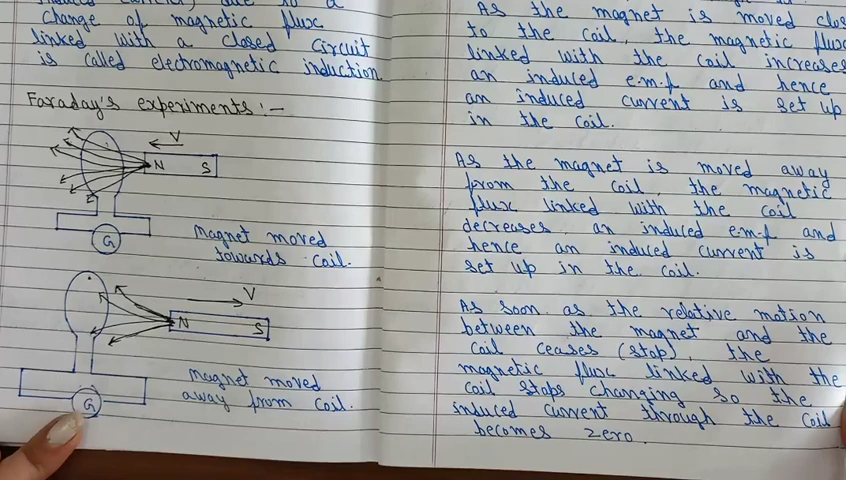 change of magnetic flux
linked with a closed circuit
is called electromagnetic induction.
Faraday's experiments :-
V
N S
G
magnet moved
towards coil.
V
N S
G
magnet moved
away from coil.
As the magnet is moved clos
to the coil, the magnetic flux
linked with the coil increases
an induced e.m.f and hence
an induced current is set up
in the coil.
As the magnet is moved away
from the coil, the magnetic
flux linked with the coil
decreases, an induced e.m.f and
hence an induced current is
set up in the coil.
As soon as the relative motion
between the magnet and the
coil ceases (stop), the
magnetic flux linked with the
coil stops changing so the
induced current through the coil
becomes zero.